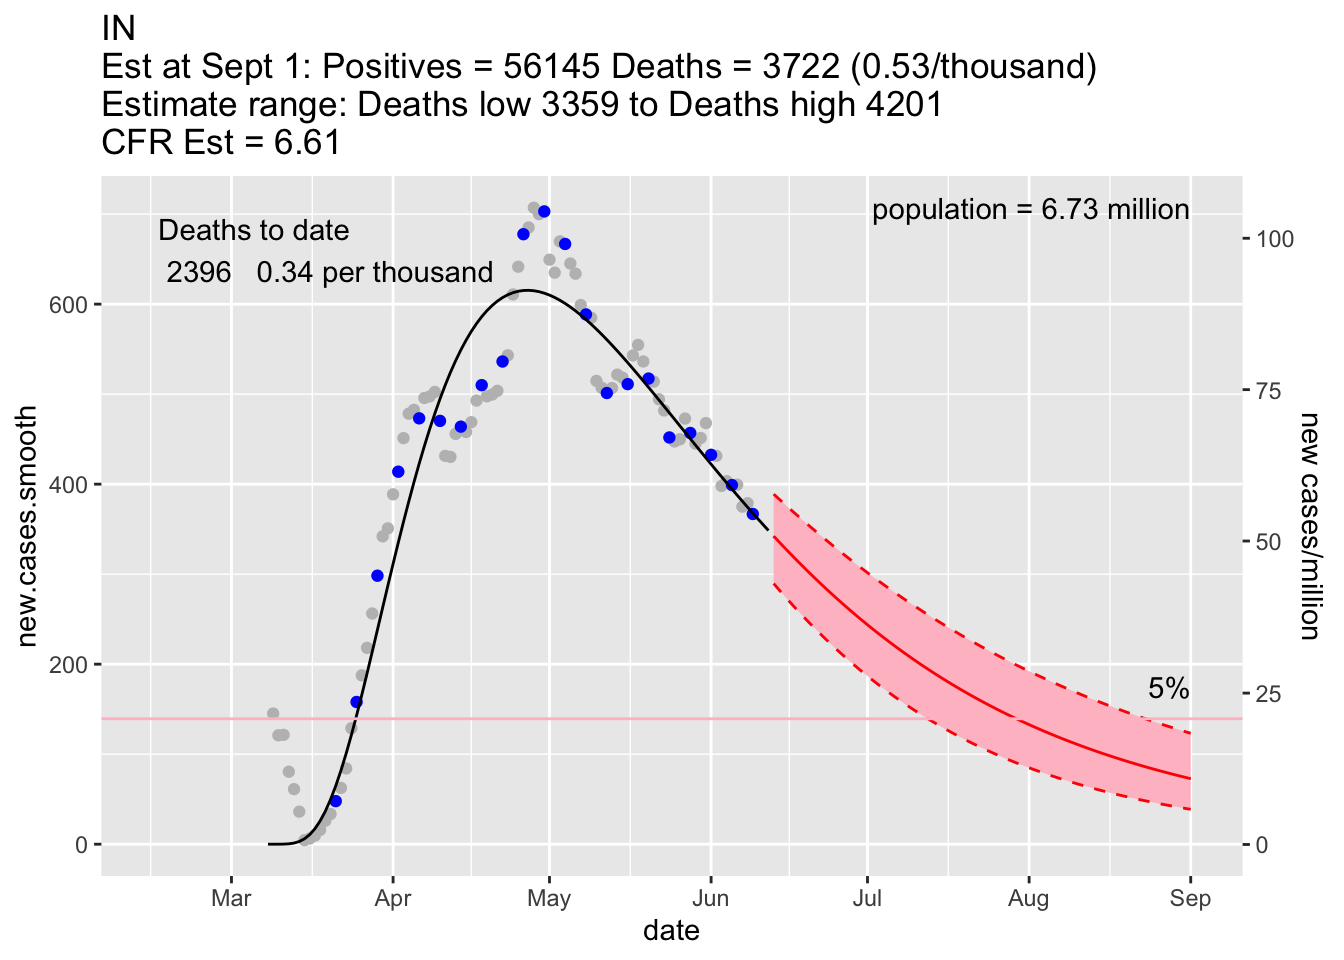 IN
Est at Sept 1: Positives = 56145 Deaths = 3722 (0.53/thousand)
Estimate range: Deaths low 3359 to Deaths high 4201
CFR Est = 6.61
Deaths to date
2396 0.34 per thousand
population = 6.73 million
5%
new.cases.smooth
600
400
200
0
100
75
50
25
0
new cases/million
Mar Apr May Jun Jul Aug Sep
date